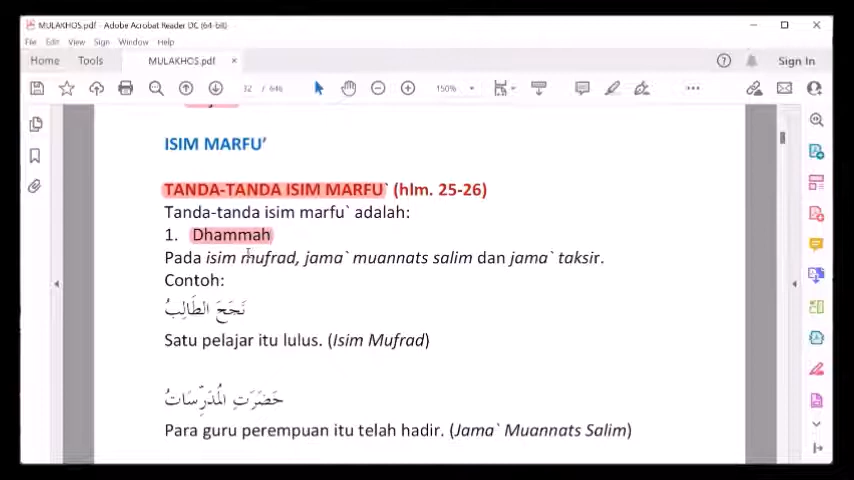 MULAKHOS.pdf - Adobe Acrobat Reader DC (64-bit)
File Edit View Sign Window Help
Home Tools MULAKHOS.pdf × Sign In
32 / 646 150%
ISIM MARFU'
TANDA-TANDA ISIM MARFU` (hlm. 25-26)
Tanda-tanda isim marfu` adalah:
1. Dhammah
Pada isim mufrad, jama` muannats salim dan jama` taksir.
Contoh:
نَجَحَ الطَالِبُ
Satu pelajar itu lulus. (Isim Mufrad)
حَضَرَتِ المُدَرِّسَاتُ
Para guru perempuan itu telah hadir. (Jama` Muannats Salim)